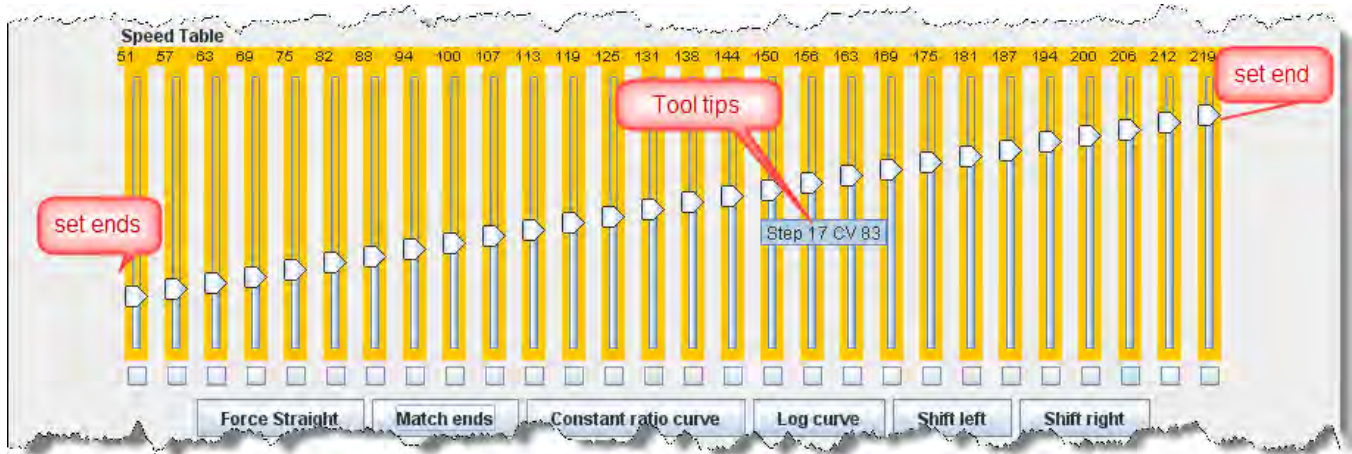 Speed Table
51 57 63 69 75 82 88 94 100 107 113 119 125 131 138 144 150 156 163 169 175 181 187 194 200 206 212 219
set end
Tool tips
set ends
Step 17 CV 83
Force Straight Match ends Constant ratio curve Log curve Shift left Shift right